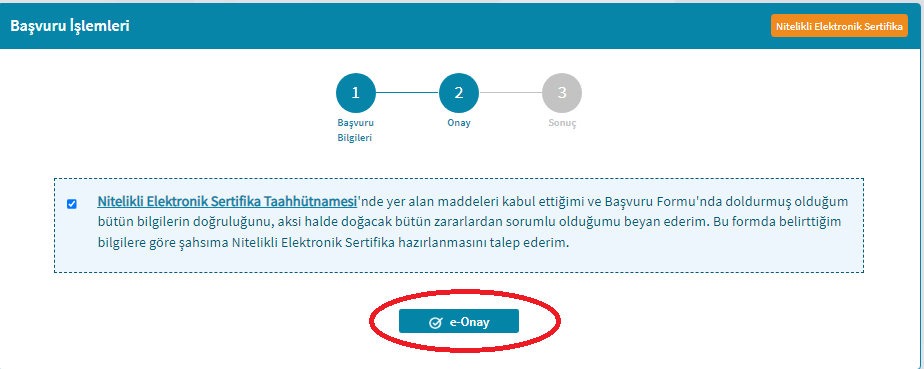 Başvuru İşlemleri
Nitelikli Elektronik Sertifika
1
2
3
Başvuru
Bilgileri
Onay
Sonuç
Nitelikli Elektronik Sertifika Taahhütnamesi'nde yer alan maddeleri kabul ettiğimi ve Başvuru Formu'nda doldurmuş olduğum
bütün bilgilerin doğruluğunu, aksi halde doğacak bütün zararlardan sorumlu olduğumu beyan ederim. Bu formda belirttiğim
bilgilere göre şahsıma Nitelikli Elektronik Sertifika hazırlanmasını talep ederim.
e-Onay